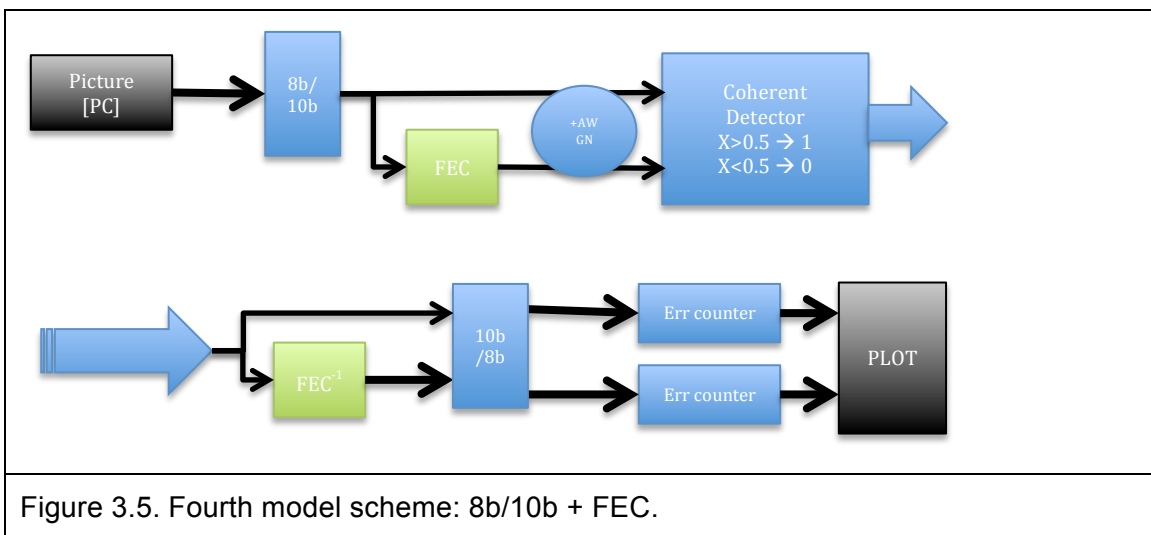 Picture
[PC]
8b/
10b
FEC
+AW
GN
Coherent
Detector
X>0.5 → 1
X<0.5 → 0
FEC⁻¹
10b
/8b
Err counter
Err counter
PLOT
Figure 3.5. Fourth model scheme: 8b/10b + FEC.